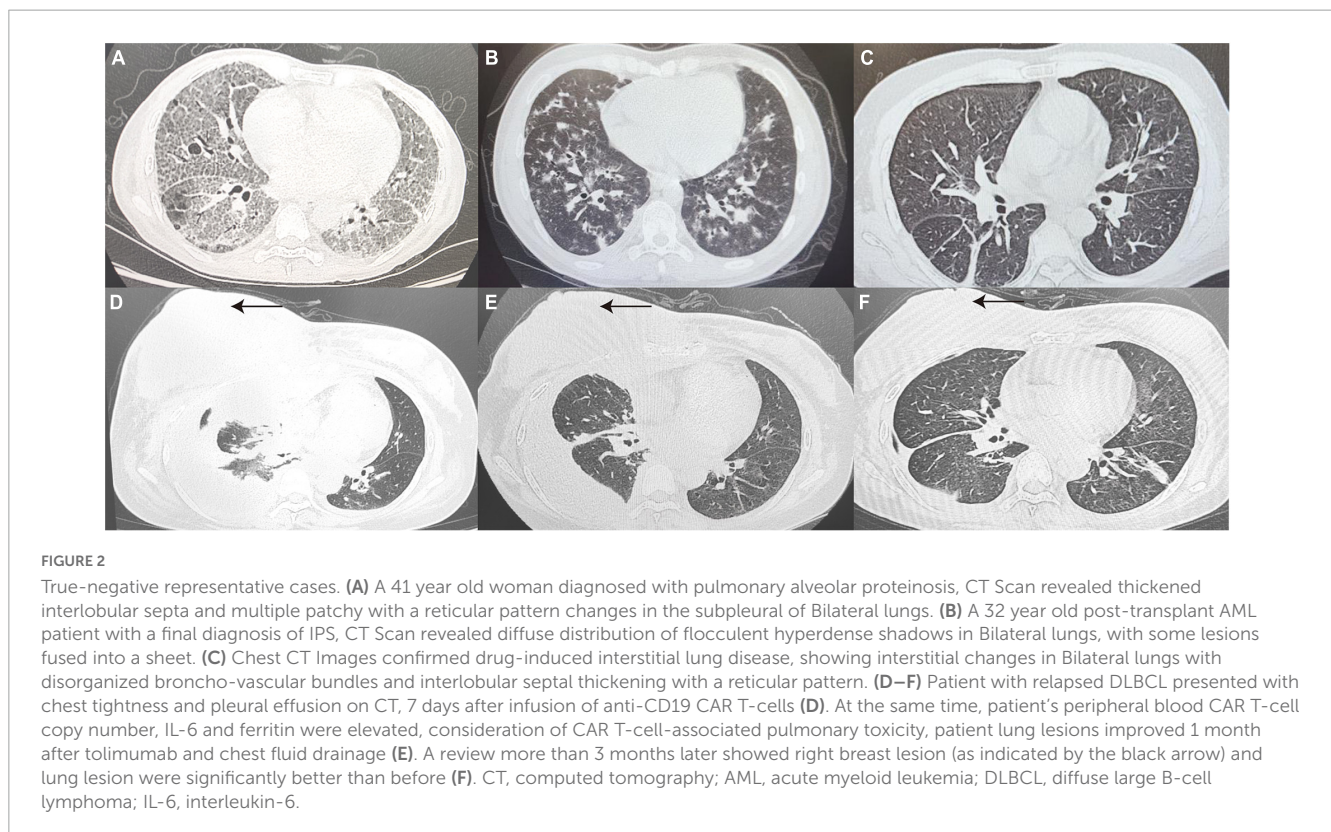 A
B
C
D
E
F
FIGURE 2
True-negative representative cases. (A) A 41 year old woman diagnosed with pulmonary alveolar proteinosis, CT Scan revealed thickened
interlobular septa and multiple patchy with a reticular pattern changes in the subpleural of Bilateral lungs. (B) A 32 year old post-transplant AML
patient with a final diagnosis of IPS, CT Scan revealed diffuse distribution of flocculent hyperdense shadows in Bilateral lungs, with some lesions
fused into a sheet. (C) Chest CT Images confirmed drug-induced interstitial lung disease, showing interstitial changes in Bilateral lungs with
disorganized broncho-vascular bundles and interlobular septal thickening with a reticular pattern. (D–F) Patient with relapsed DLBCL presented with
chest tightness and pleural effusion on CT, 7 days after infusion of anti-CD19 CAR T-cells (D). At the same time, patient's peripheral blood CAR T-cell
copy number, IL-6 and ferritin were elevated, consideration of CAR T-cell-associated pulmonary toxicity, patient lung lesions improved 1 month
after tolimumab and chest fluid drainage (E). A review more than 3 months later showed right breast lesion (as indicated by the black arrow) and
lung lesion were significantly better than before (F). CT, computed tomography; AML, acute myeloid leukemia; DLBCL, diffuse large B-cell
lymphoma; IL-6, interleukin-6.